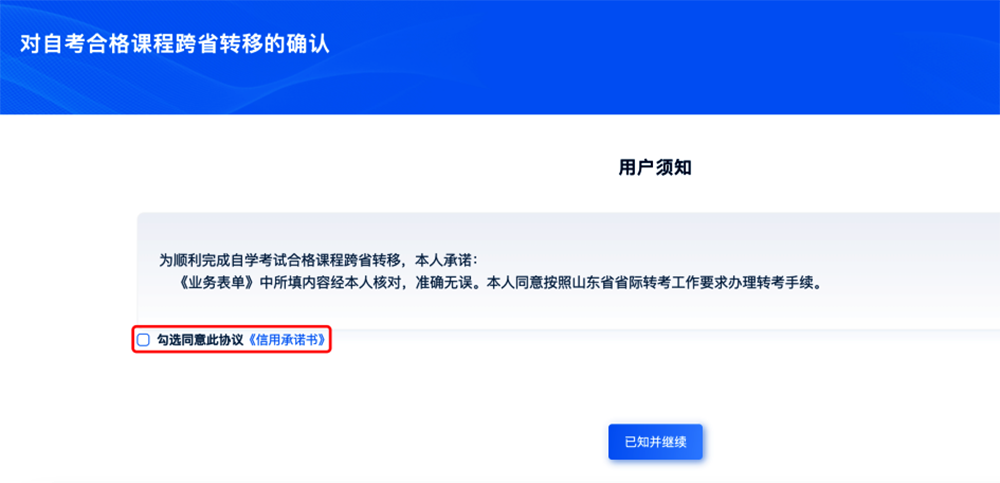 对自考合格课程跨省转移的确认
用户须知
为顺利完成自学考试合格课程跨省转移，本人承诺：
《业务表单》中所填内容经本人核对，准确无误。本人同意按照山东省省际转考工作要求办理转考手续。
勾选同意此协议《信用承诺书》
已知并继续